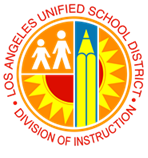 LOS ANGELES UNIFIED SCHOOL DISTRICT
• DIVISION OF INSTRUCTION •